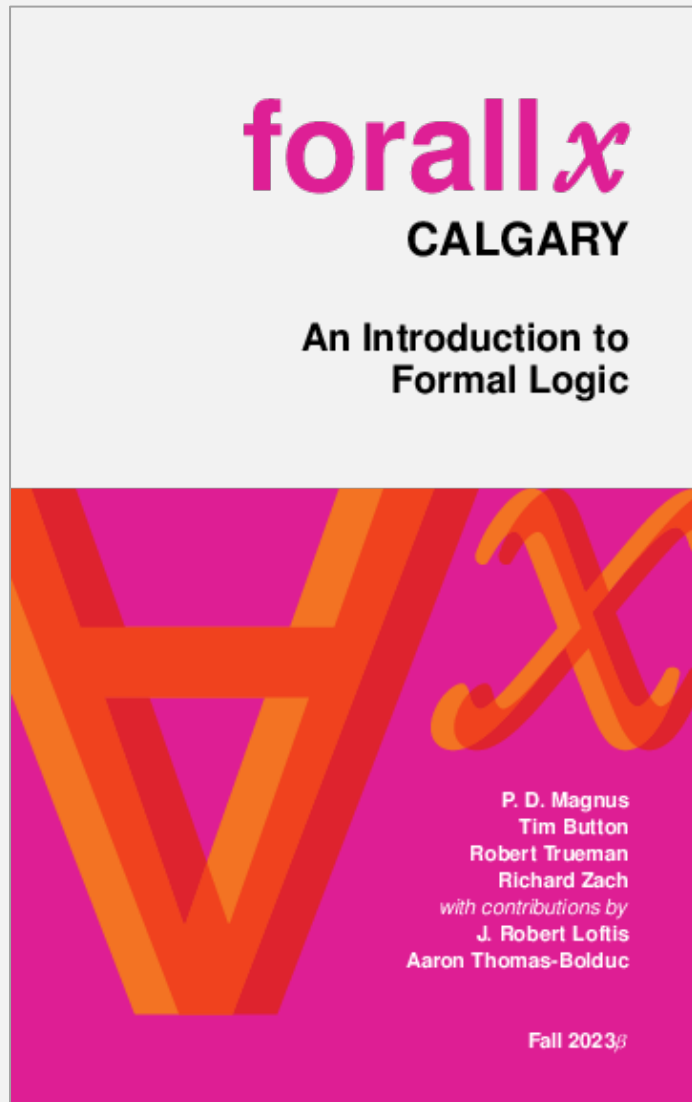 forallx
CALGARY
An Introduction to
Formal Logic
∀x
P. D. Magnus
Tim Button
Robert Trueman
Richard Zach
with contributions by
J. Robert Loftis
Aaron Thomas-Bolduc
Fall 2023β